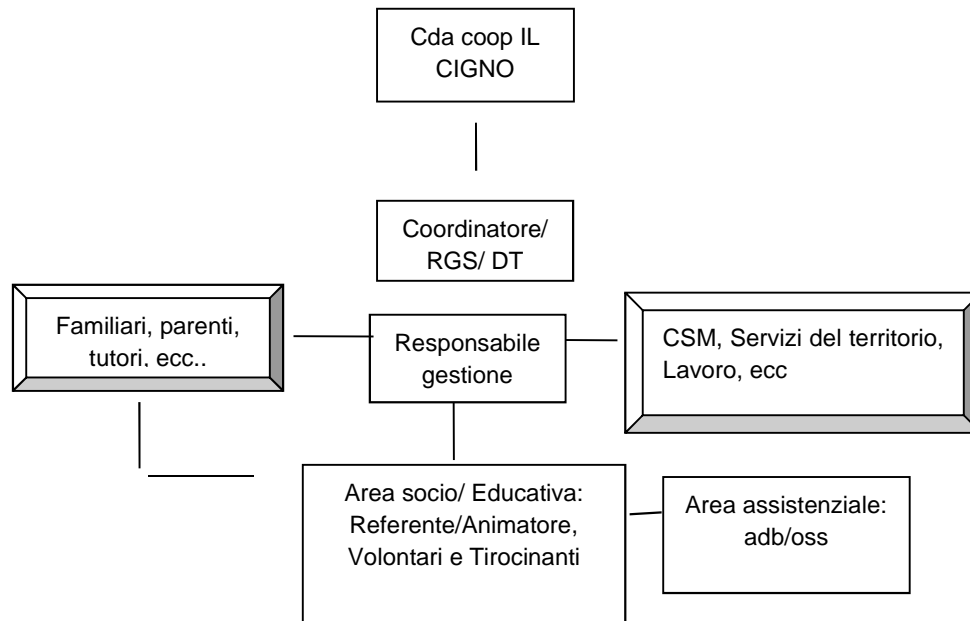 Cda coop IL
CIGNO
Coordinatore/
RGS/ DT
Familiari, parenti,
tutori, ecc..
Responsabile
gestione
CSM, Servizi del territorio,
Lavoro, ecc
Area socio/ Educativa:
Referente/Animatore,
Volontari e Tirocinanti
Area assistenziale:
adb/oss